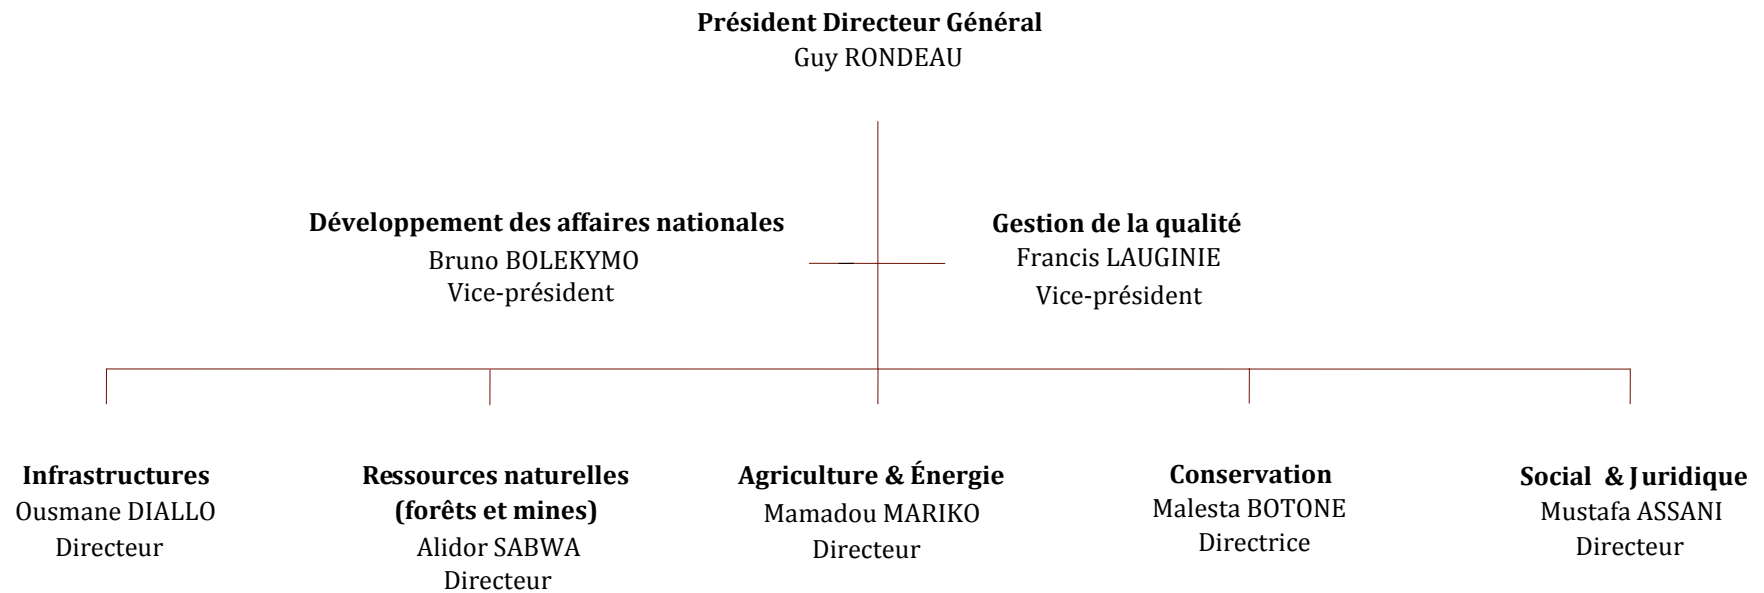 Président Directeur Général
Guy RONDEAU
Développement des affaires nationales
Bruno BOLEKYMO
Vice-président
Gestion de la qualité
Francis LAUGINIE
Vice-président
Infrastructures
Ousmane DIALLO
Directeur
Ressources naturelles
(forêts et mines)
Alidor SABWA
Directeur
Agriculture & Énergie
Mamadou MARIKO
Directeur
Conservation
Malesta BOTONE
Directrice
Social & Juridique
Mustafa ASSANI
Directeur